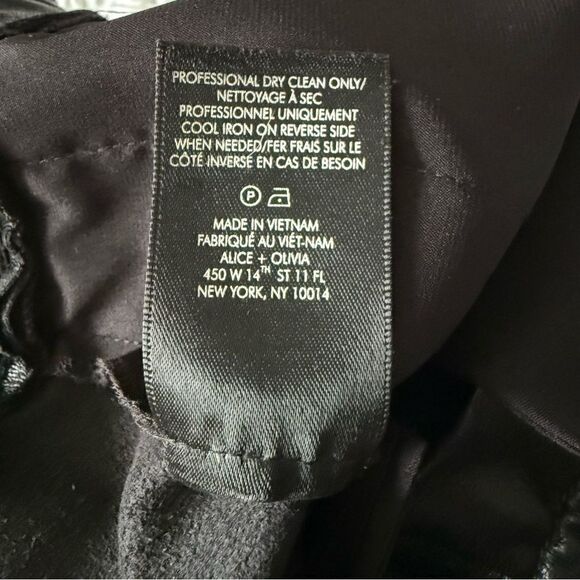 PROFESSIONAL DRY CLEAN ONLY/
NETTOYAGE À SEC
PROFESSIONNEL UNIQUEMENT
COOL IRON ON REVERSE SIDE
WHEN NEEDED/FER FRAIS SUR LE
CÔTÉ INVERSÉ EN CAS DE BESOIN
P
MADE IN VIETNAM
FABRIQUÉ AU VIÊT-NAM
ALICE + OLIVIA
450 W 14TH ST 11 FL
NEW YORK, NY 10014